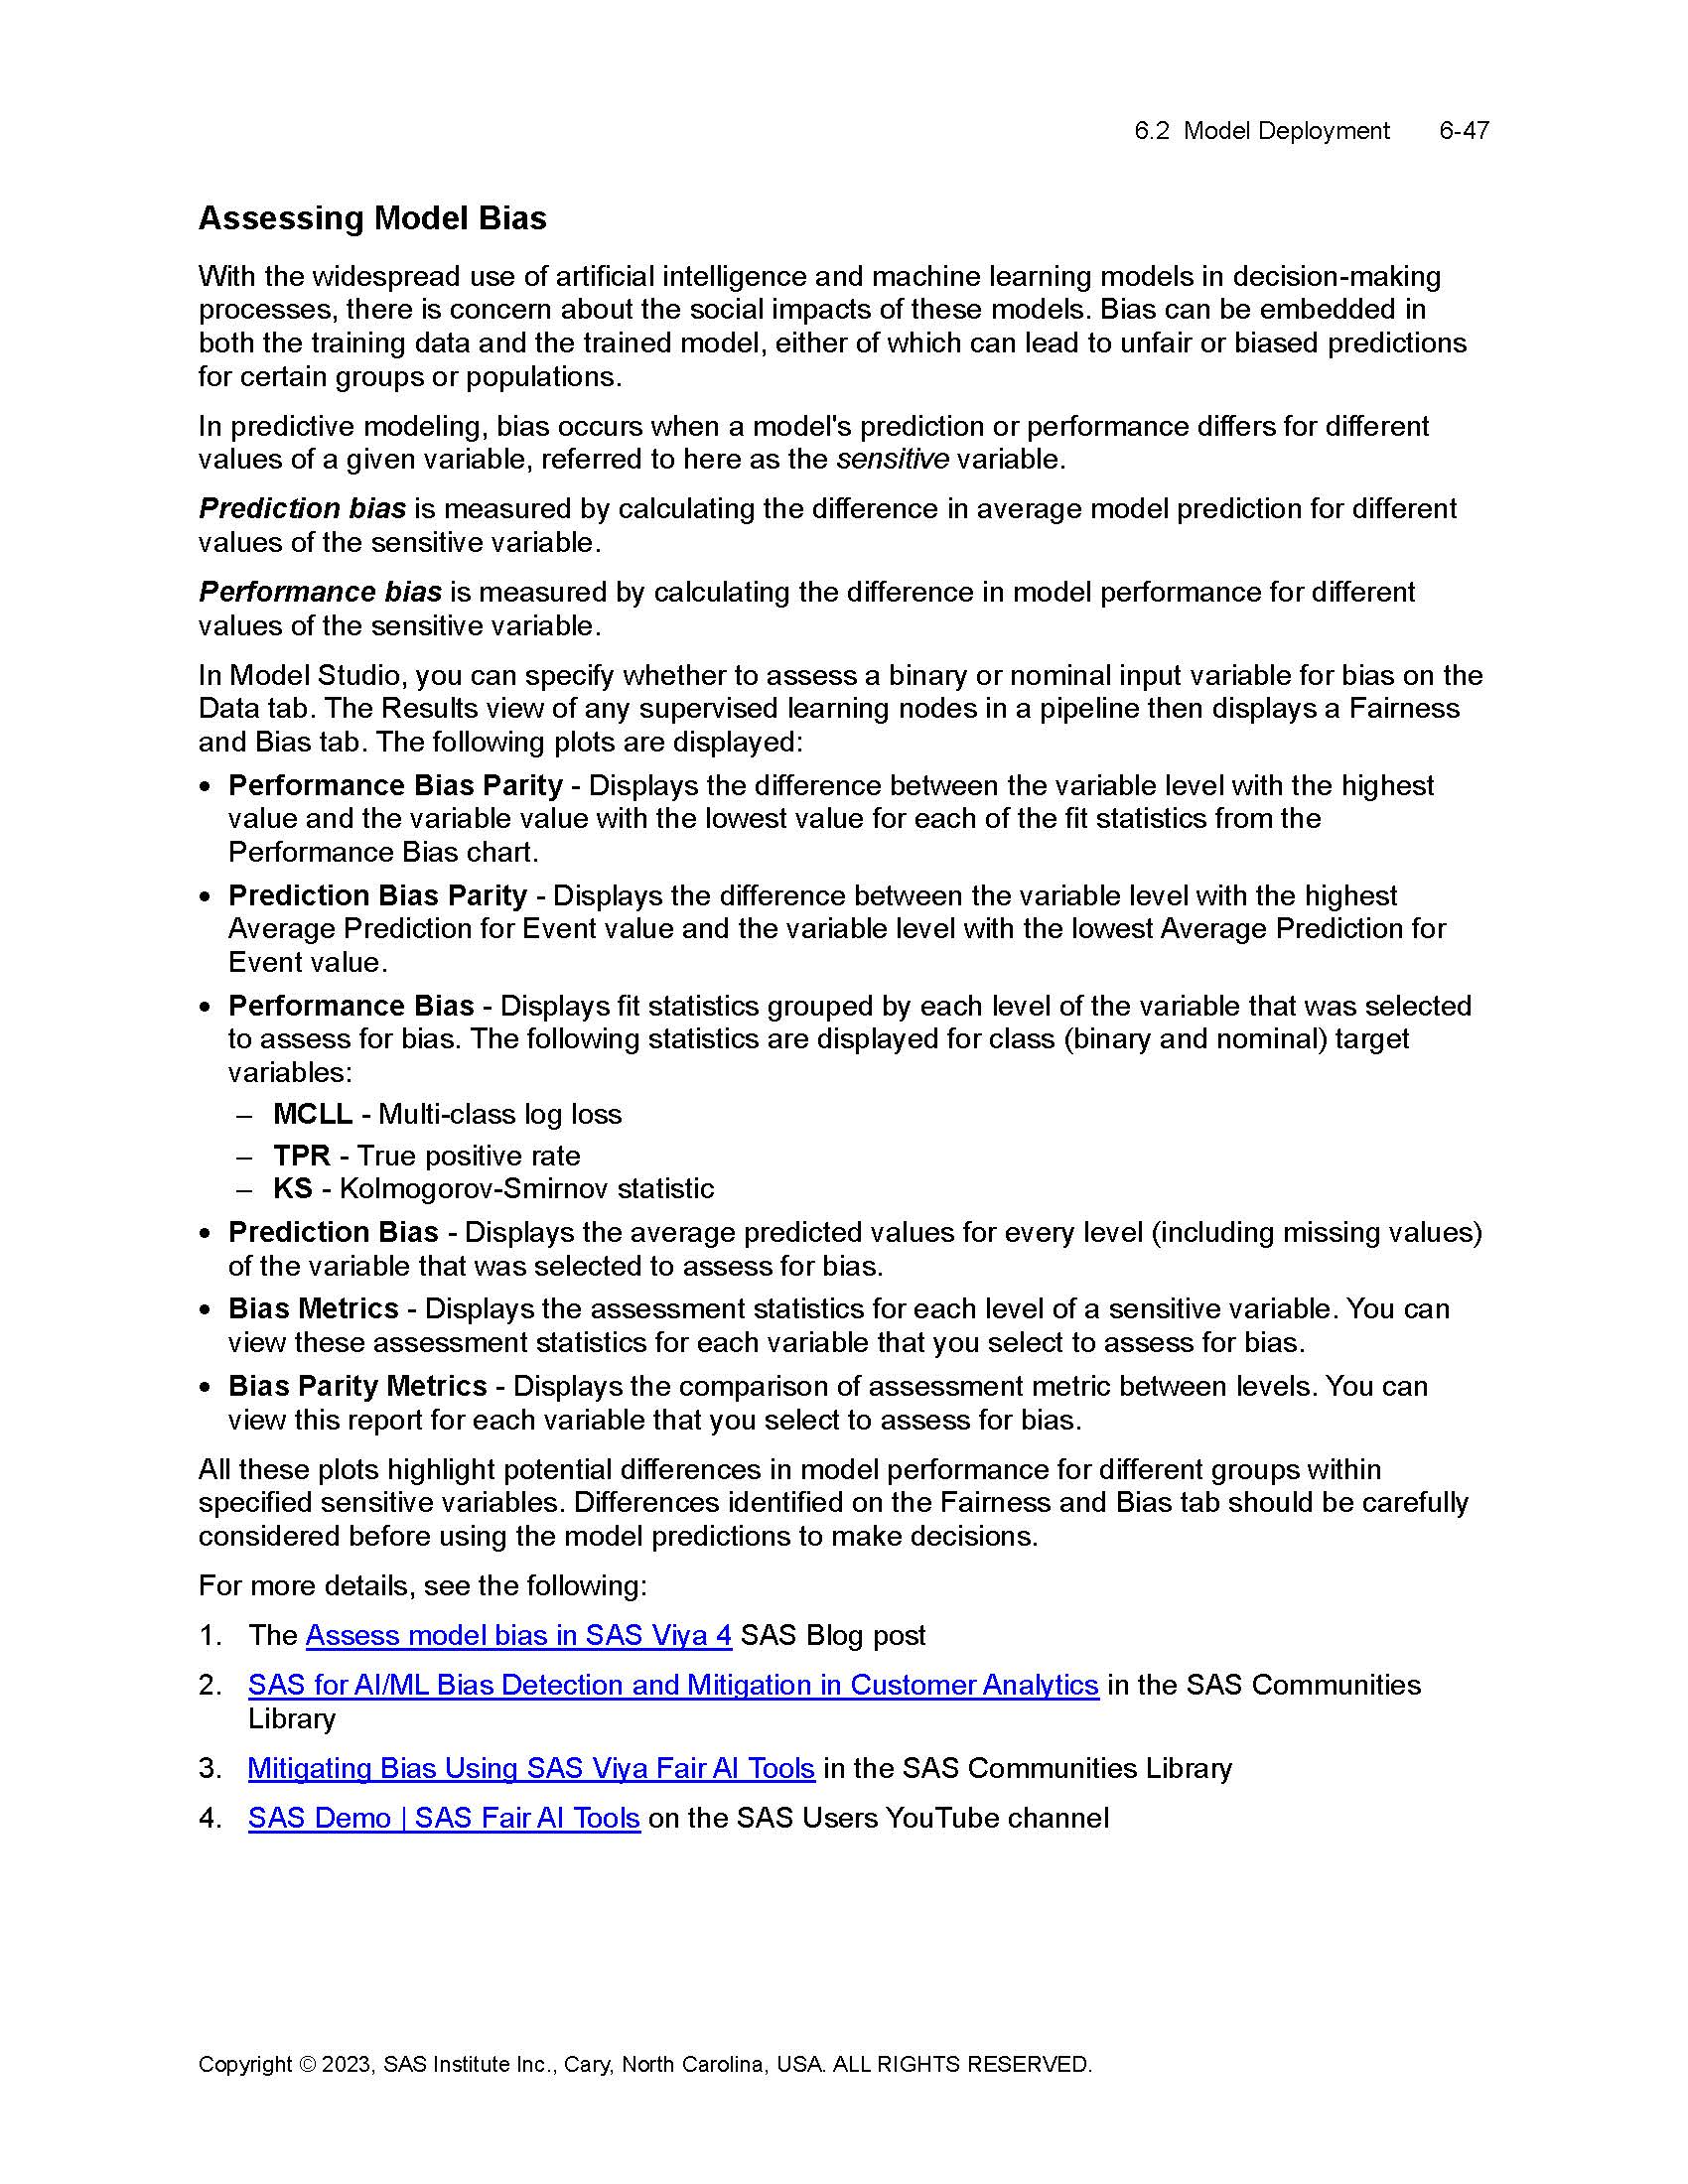 6.2 Model Deployment 6-47
Assessing Model Bias
With the widespread use of artificial intelligence and machine learning models in decision-making
processes, there is concern about the social impacts of these models. Bias can be embedded in
both the training data and the trained model, either of which can lead to unfair or biased predictions
for certain groups or populations.
In predictive modeling, bias occurs when a model's prediction or performance differs for different
values of a given variable, referred to here as the sensitive variable.
Prediction bias is measured by calculating the difference in average model prediction for different
values of the sensitive variable.
Performance bias is measured by calculating the difference in model performance for different
values of the sensitive variable.
In Model Studio, you can specify whether to assess a binary or nominal input variable for bias on the
Data tab. The Results view of any supervised learning nodes in a pipeline then displays a Fairness
and Bias tab. The following plots are displayed:
• Performance Bias Parity - Displays the difference between the variable level with the highest
value and the variable value with the lowest value for each of the fit statistics from the
Performance Bias chart.
• Prediction Bias Parity - Displays the difference between the variable level with the highest
Average Prediction for Event value and the variable level with the lowest Average Prediction for
Event value.
• Performance Bias - Displays fit statistics grouped by each level of the variable that was selected
to assess for bias. The following statistics are displayed for class (binary and nominal) target
variables:
– MCLL - Multi-class log loss
– TPR - True positive rate
– KS - Kolmogorov-Smirnov statistic
• Prediction Bias - Displays the average predicted values for every level (including missing values)
of the variable that was selected to assess for bias.
• Bias Metrics - Displays the assessment statistics for each level of a sensitive variable. You can
view these assessment statistics for each variable that you select to assess for bias.
• Bias Parity Metrics - Displays the comparison of assessment metric between levels. You can
view this report for each variable that you select to assess for bias.
All these plots highlight potential differences in model performance for different groups within
specified sensitive variables. Differences identified on the Fairness and Bias tab should be carefully
considered before using the model predictions to make decisions.
For more details, see the following:
1. The Assess model bias in SAS Viya 4 SAS Blog post
2. SAS for AI/ML Bias Detection and Mitigation in Customer Analytics in the SAS Communities
Library
3. Mitigating Bias Using SAS Viya Fair AI Tools in the SAS Communities Library
4. SAS Demo | SAS Fair AI Tools on the SAS Users YouTube channel
Copyright © 2023, SAS Institute Inc., Cary, North Carolina, USA. ALL RIGHTS RESERVED.